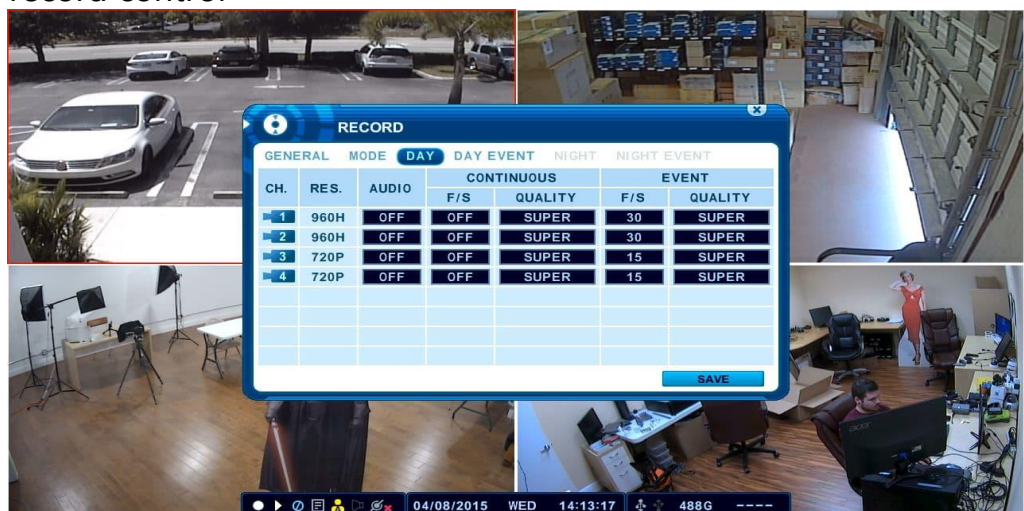 record control
RECORD
GENERAL MODE DAY DAY EVENT NIGHT NIGHT EVENT
CH. RES. AUDIO CONTINUOUS EVENT
F/S QUALITY F/S QUALITY
1 960H OFF OFF SUPER 30 SUPER
2 960H OFF OFF SUPER 30 SUPER
3 720P OFF OFF SUPER 15 SUPER
4 720P OFF OFF SUPER 15 SUPER
SAVE
acer
04/08/2015 WED 14:13:17 488G ----